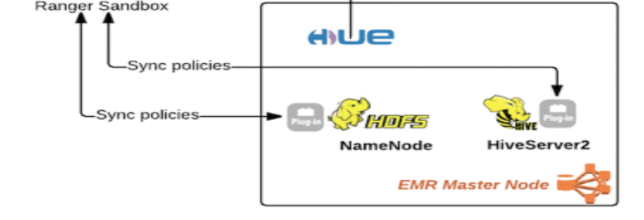 Ranger Sandbox
HUE
Sync policies
Sync policies
Plug-in
HDFS
HIVE
Plug-in
NameNode
HiveServer2
EMR Master Node